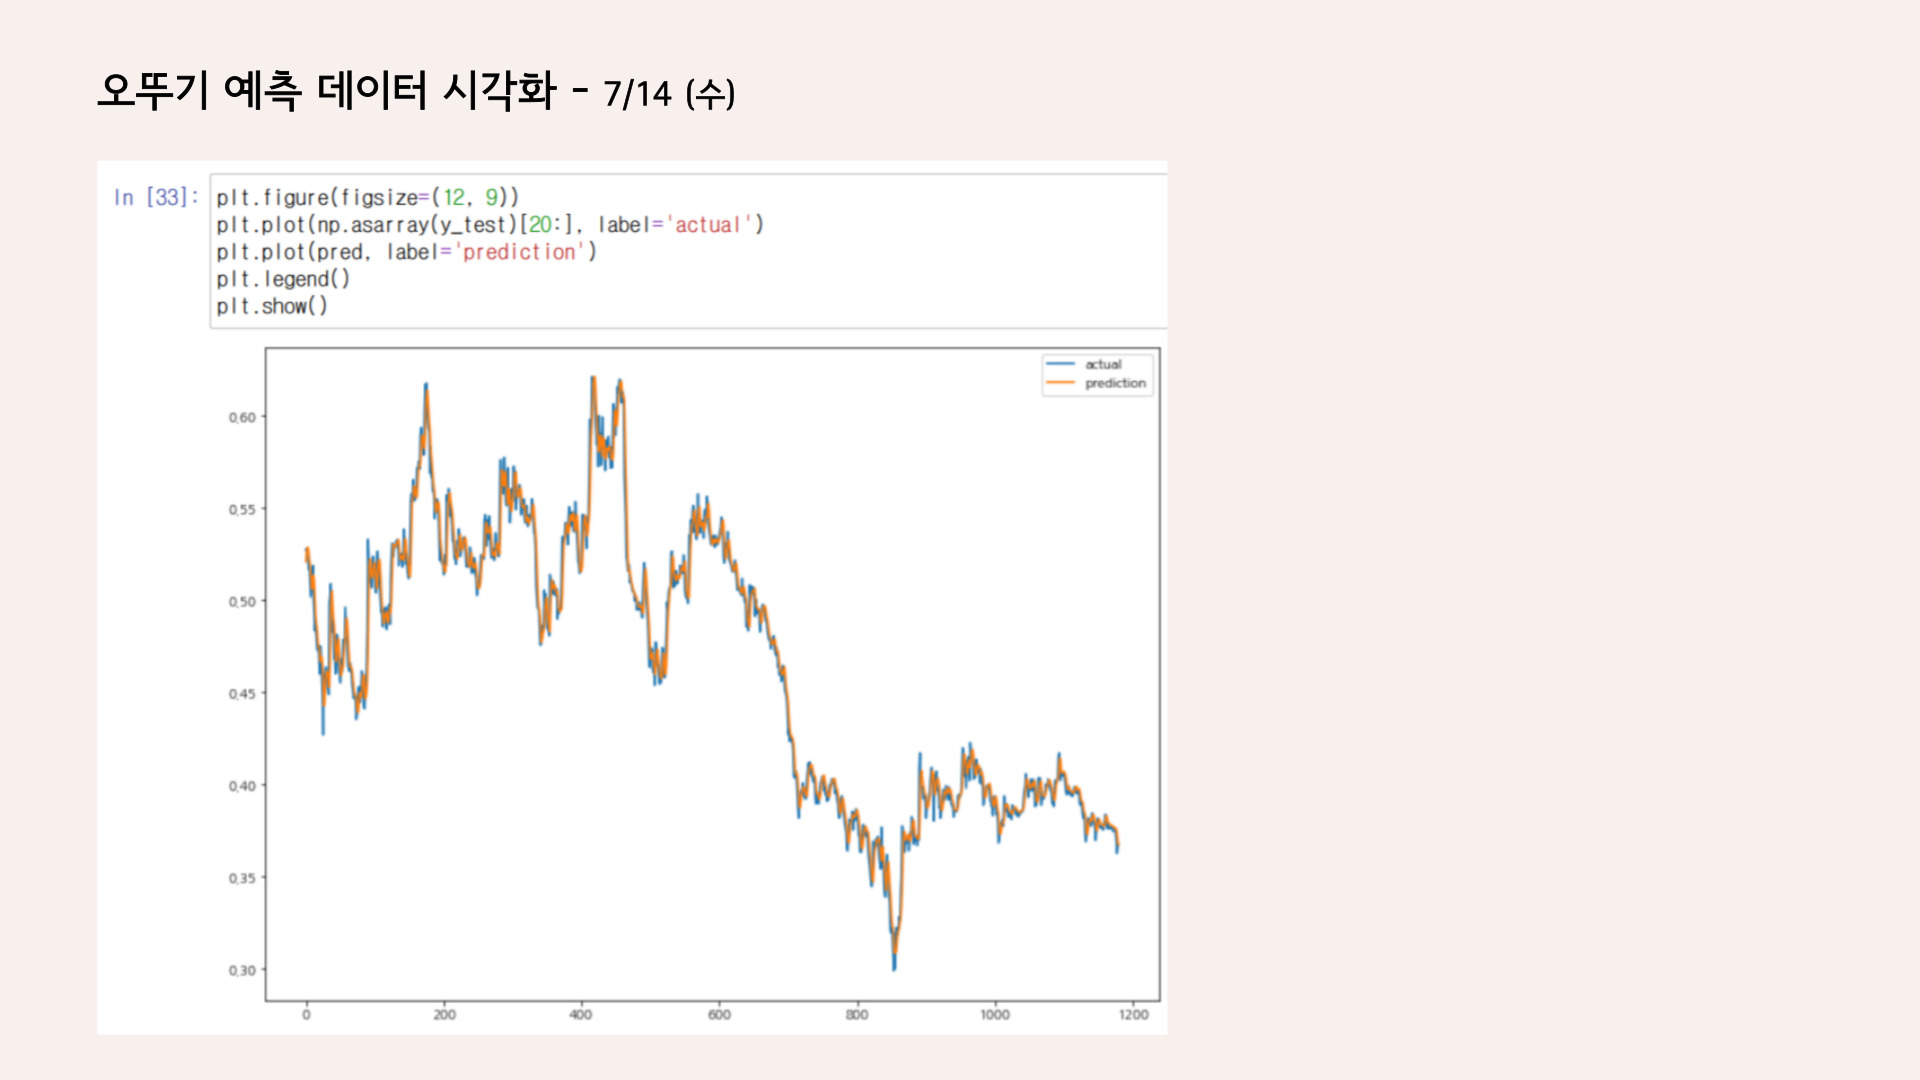 오뚜기 예측 데이터 시각화 - 7/14 (수)
In [33]:
plt.figure(figsize=(12, 9))
plt.plot(np.asarray(y_test)[20:], label='actual')
plt.plot(pred, label='prediction')
plt.legend()
plt.show()
actual
prediction
0.60
0.55
0.50
0.45
0.40
0.35
0.30
0 200 400 600 800 1000 1200